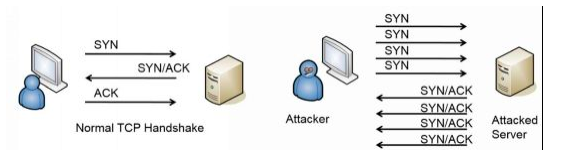 SYN
SYN/ACK
ACK
Normal TCP Handshake
SYN
SYN
SYN
SYN
SYN/ACK
SYN/ACK
SYN/ACK
SYN/ACK
Attacker
Attacked
Server